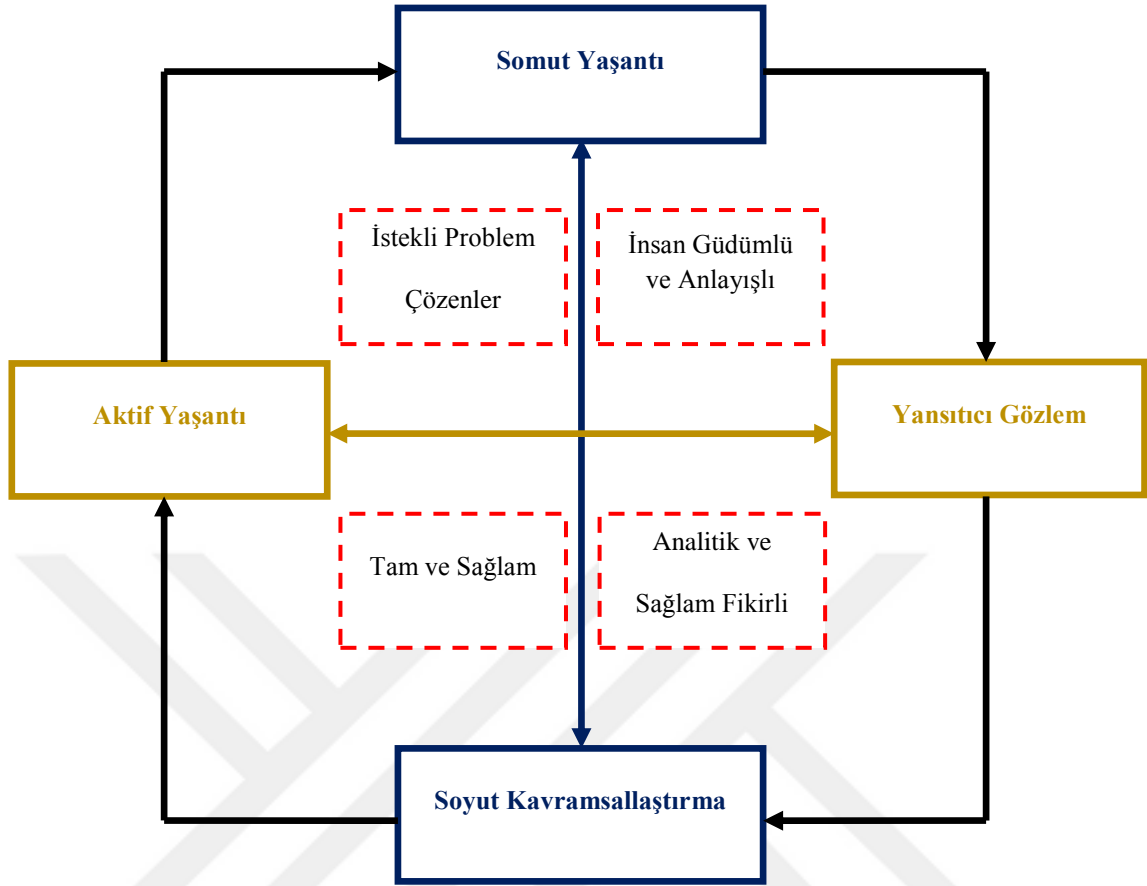 Somut Yaşantı
İstekli Problem
Çözenler
İnsan Güdümlü
ve Anlayışlı
Aktif Yaşantı
Yansıtıcı Gözlem
Tam ve Sağlam
Analitik ve
Sağlam Fikirli
Soyut Kavramsallaştırma